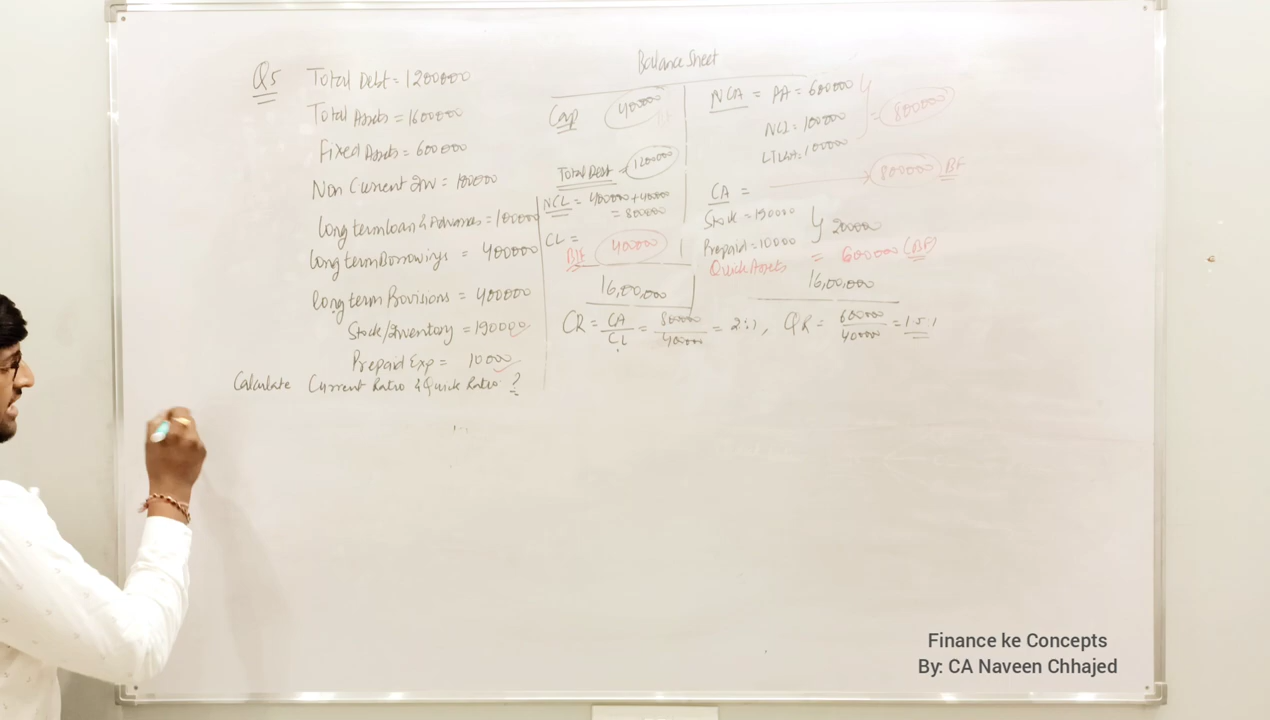 Q5 Total Debt = 1200000
Total Assets = 1600000
Fixed Assets = 600000
Non Current Inv = 100000
Long term loan & Advances = 100000
Long term Borrowings = 400000
Long term Provisions = 400000
Stock/Inventory = 190000
Prepaid Exp = 10000
Calculate Current Ratio & Quick Ratio ?
Balance Sheet
Cap 400000
Total Debt 1200000
NCL = 400000 + 400000
= 800000
CL =
BF 400000
16,00,000
NCA = FA = 600000
NCI = 100000
= 800000
CA = 800000 BF
Stock = 190000
Prepaid = 10000
200000
Quick Assets = 600000 (BF)
16,00,000
CR = CA/CL = 800000/400000 = 2:1, QR = 600000/400000 = 1.5:1
Finance ke Concepts
By: CA Naveen Chhajed